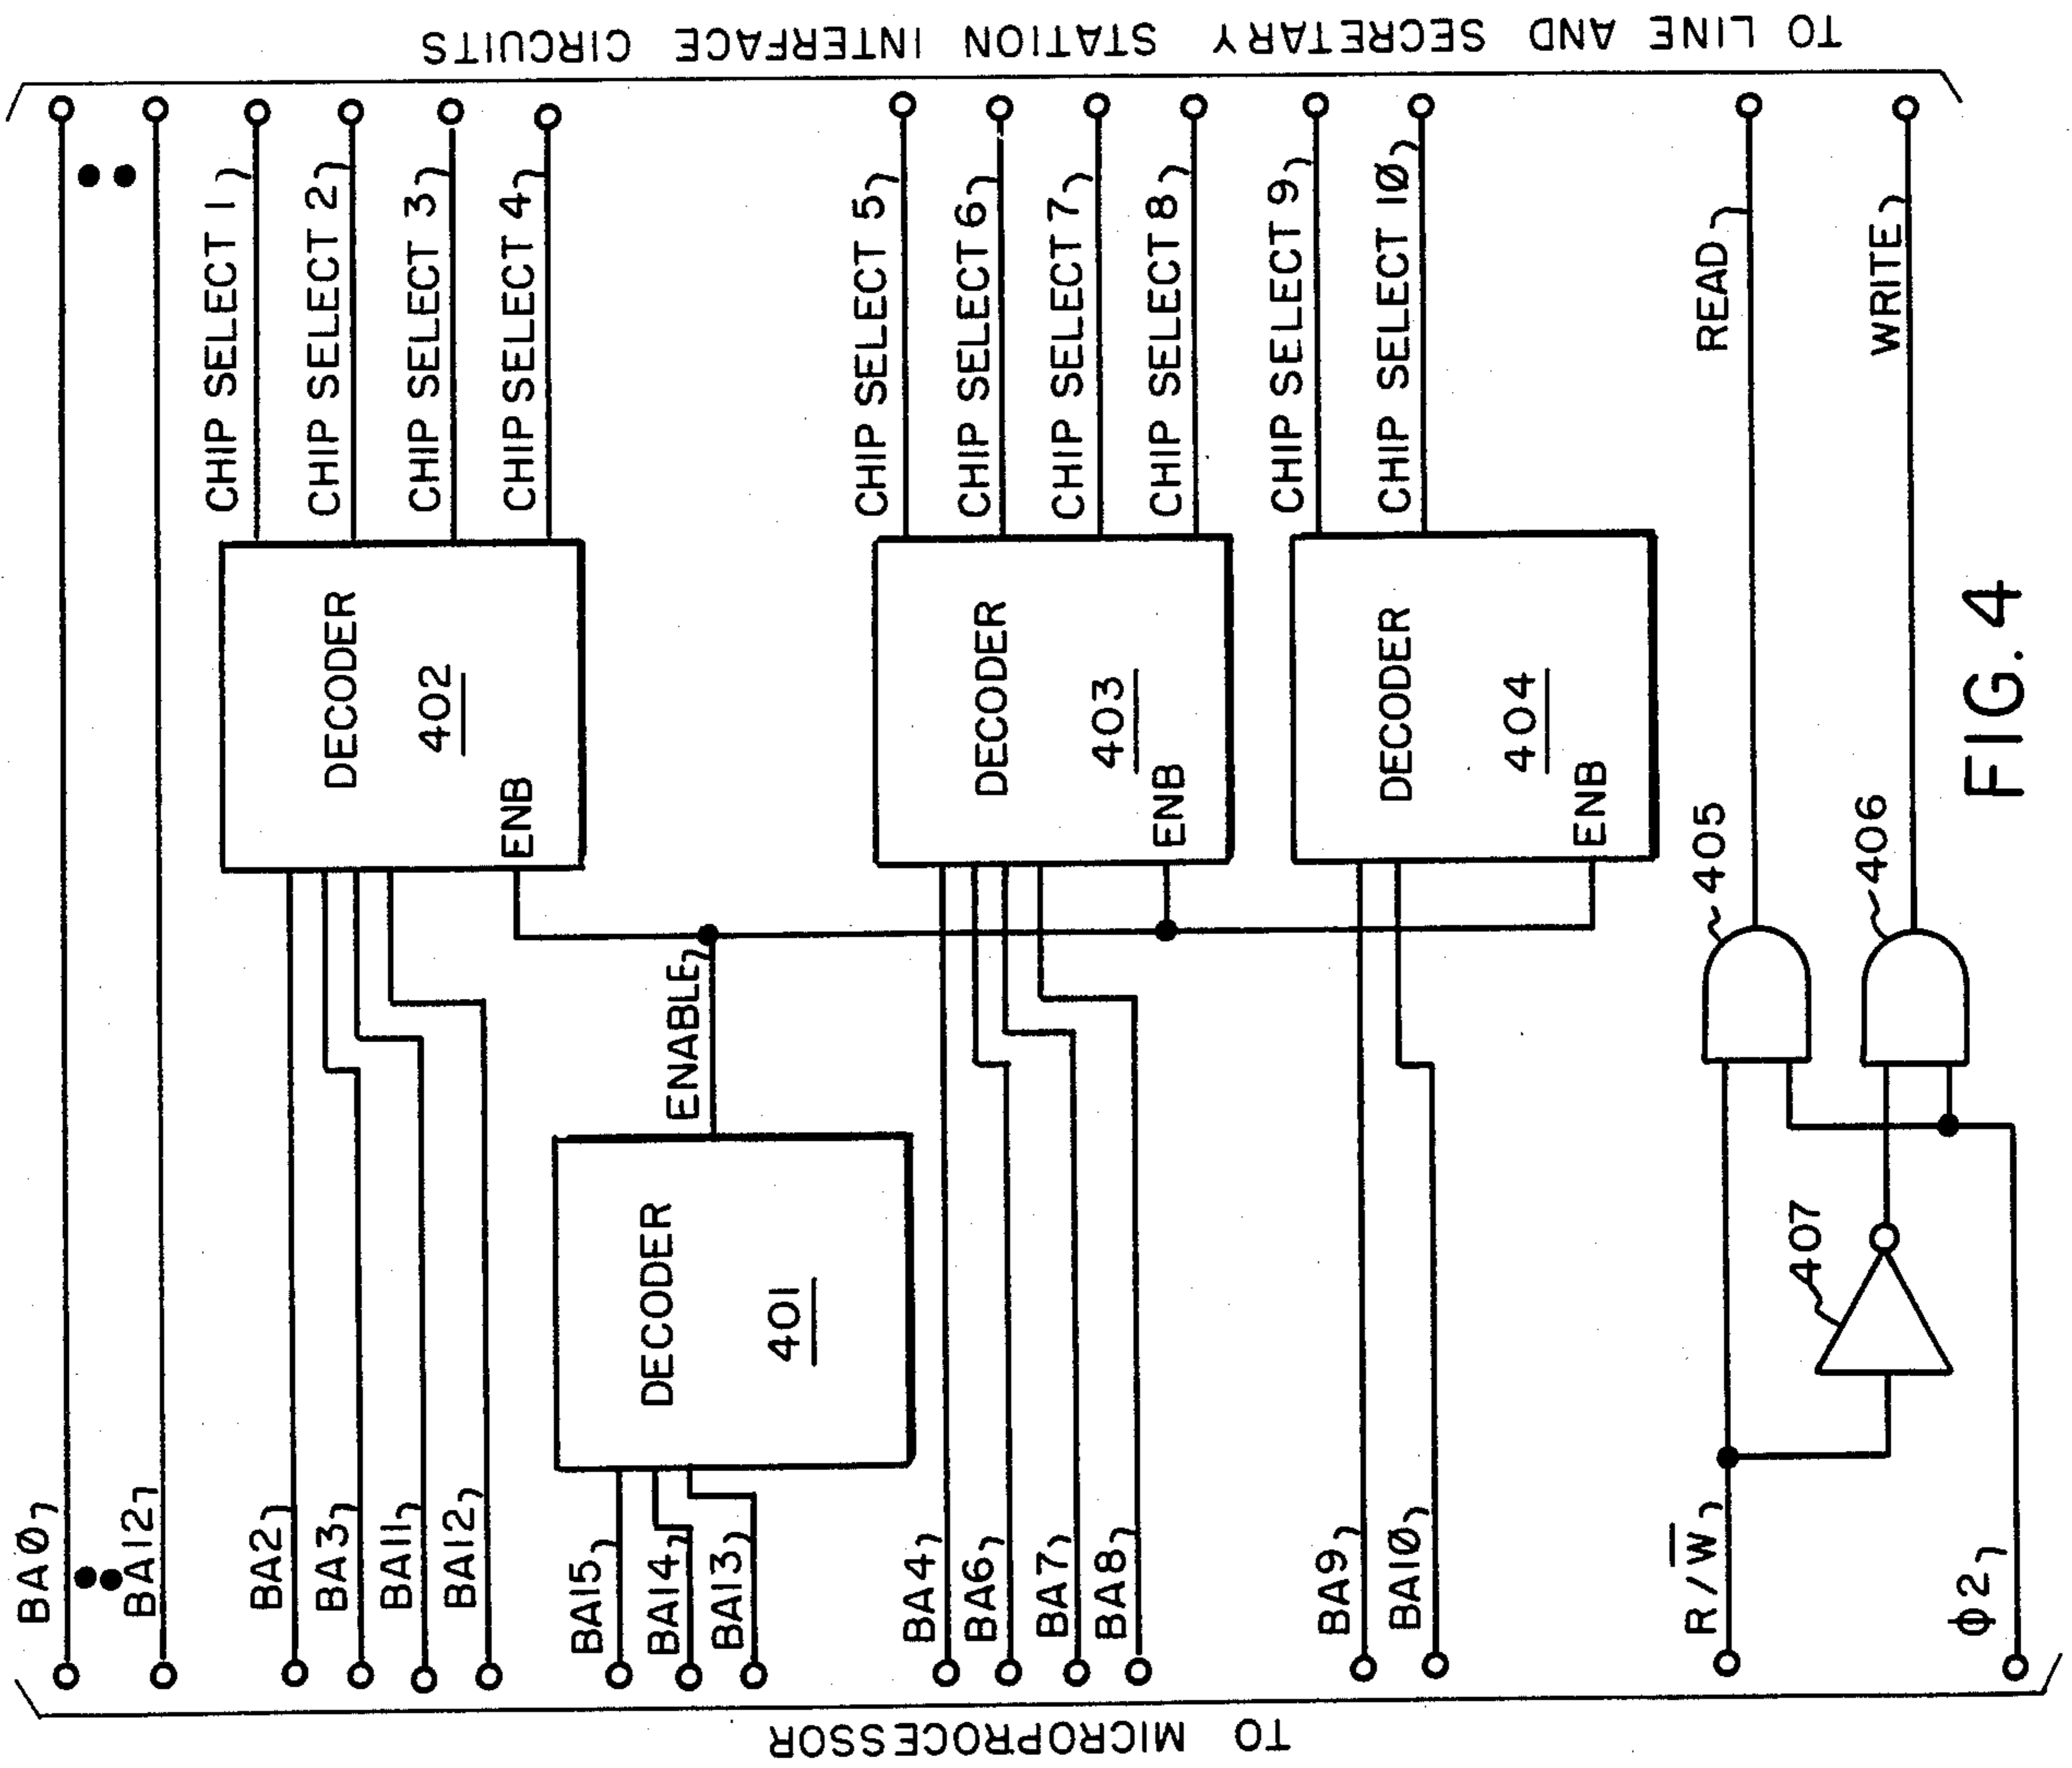 TO LINE AND SECRETARY STATION INTERFACE CIRCUITS
BA0
BA12
BA2
BA3
BA11
BA12
BA15
BA14
BA13
BA4
BA6
BA7
BA8
BA9
BA10
R/W̅
ϕ2
TO MICROPROCESSOR
DECODER
401
ENABLE
DECODER
402
ENB
DECODER
403
ENB
DECODER
404
ENB
405
406
407
CHIP SELECT 1
CHIP SELECT 2
CHIP SELECT 3
CHIP SELECT 4
CHIP SELECT 5
CHIP SELECT 6
CHIP SELECT 7
CHIP SELECT 8
CHIP SELECT 9
CHIP SELECT 10
READ
WRITE
FIG. 4